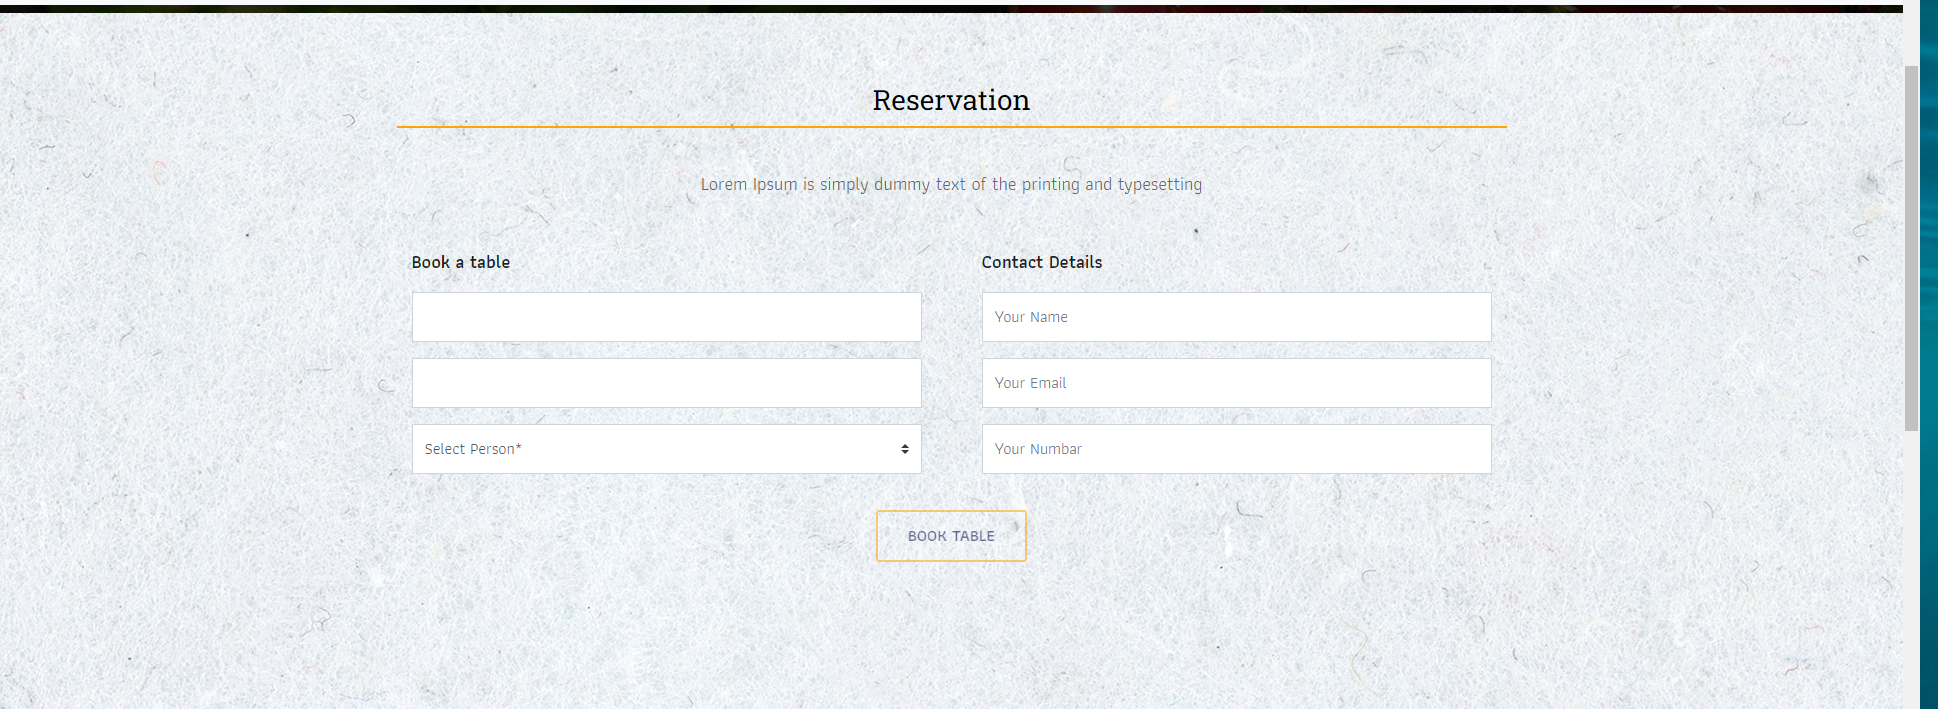 Reservation
Lorem Ipsum is simply dummy text of the printing and typesetting
Book a table
Contact Details
Your Name
Your Email
Select Person*
Your Numbar
BOOK TABLE